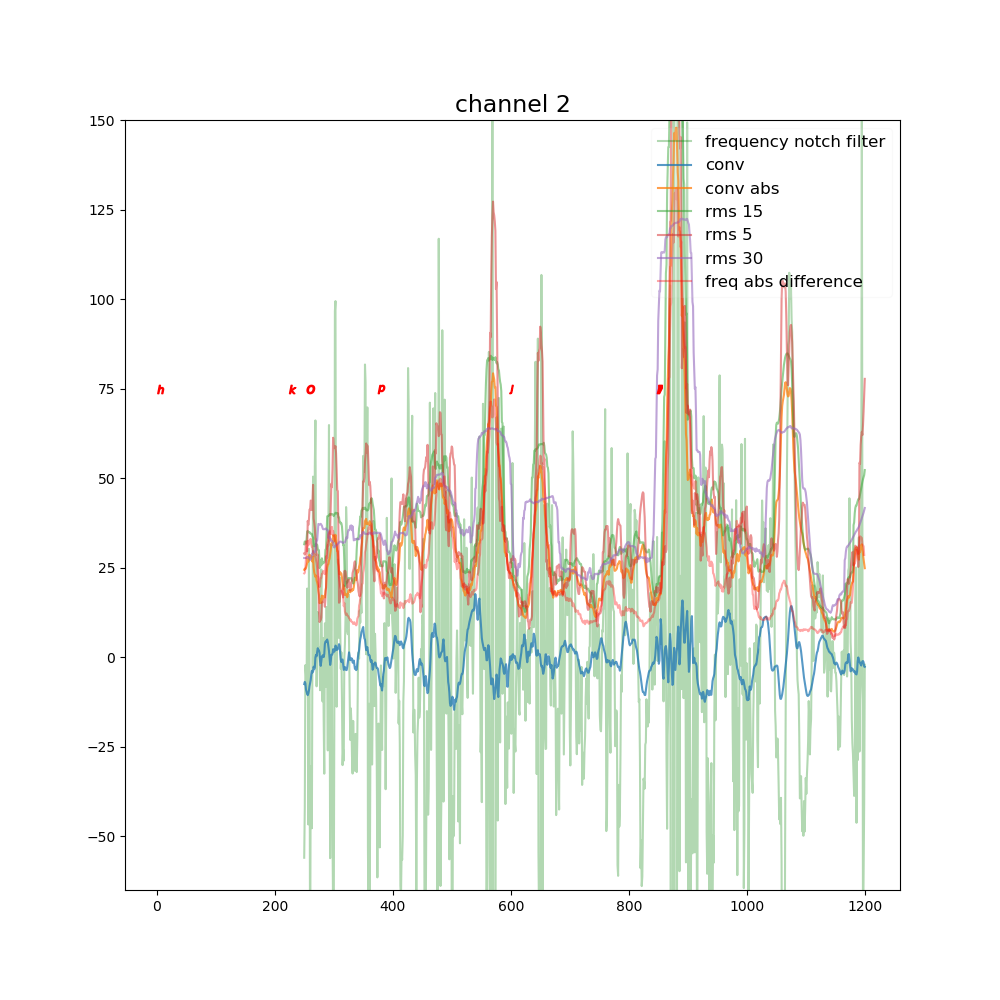 channel 2
150
125
100
75
50
25
0
−25
−50
frequency notch filter
conv
conv abs
rms 15
rms 5
rms 30
freq abs difference
h k o p j ,
0 200 400 600 800 1000 1200